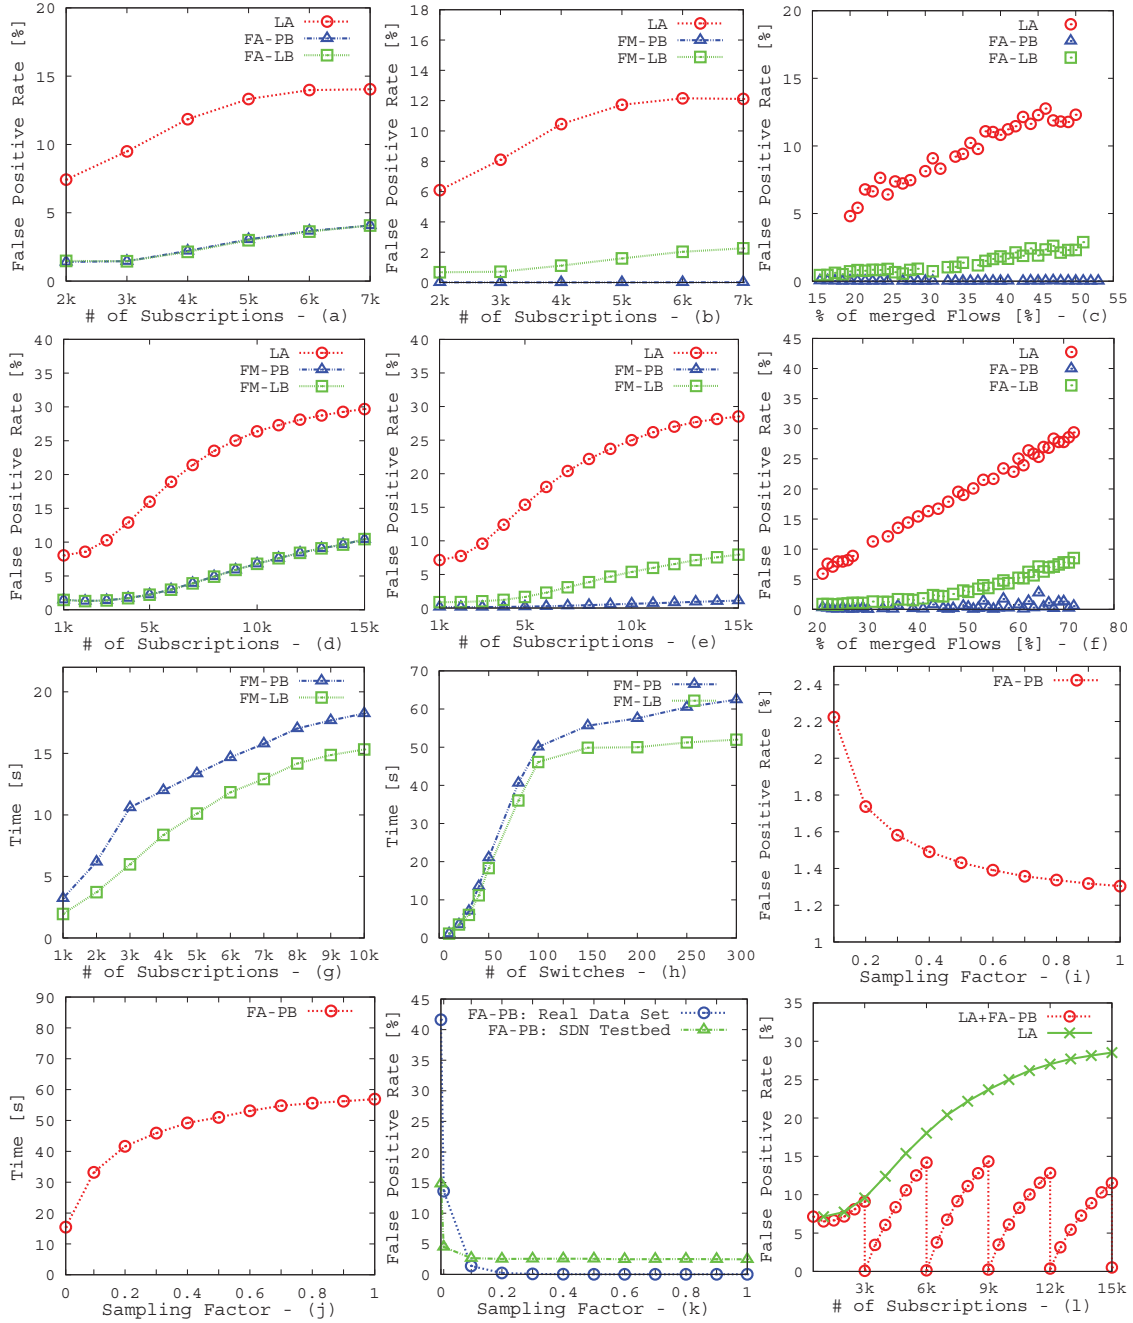 False Positive Rate [%]
20
15
10
5
0
LA
FA-PB
FA-LB
2k 3k 4k 5k 6k 7k
# of Subscriptions - (a)
False Positive Rate [%]
18
16
14
12
10
8
6
4
2
0
LA
FM-PB
FM-LB
2k 3k 4k 5k 6k 7k
# of Subscriptions - (b)
False Positive Rate [%]
20
15
10
5
0
LA
FA-PB
FA-LB
15 20 25 30 35 40 45 50 55
% of merged Flows [%] - (c)
False Positive Rate [%]
40
35
30
25
20
15
10
5
0
LA
FM-PB
FM-LB
1k 5k 10k 15k
# of Subscriptions - (d)
False Positive Rate [%]
40
35
30
25
20
15
10
5
0
LA
FM-PB
FM-LB
1k 5k 10k 15k
# of Subscriptions - (e)
False Positive Rate [%]
45
40
35
30
25
20
15
10
5
0
LA
FA-PB
FA-LB
20 30 40 50 60 70 80
% of merged Flows [%] - (f)
Time [s]
20
15
10
5
0
FM-PB
FM-LB
1k 2k 3k 4k 5k 6k 7k 8k 9k 10k
# of Subscriptions - (g)
Time [s]
70
60
50
40
30
20
10
0
FM-PB
FM-LB
0 50 100 150 200 250 300
# of Switches - (h)
False Positive Rate [%]
2.4
2.2
2
1.8
1.6
1.4
1.2
1
FA-PB
0.2 0.4 0.6 0.8 1
Sampling Factor - (i)
Time [s]
90
80
70
60
50
40
30
20
10
0
FA-PB
0 0.2 0.4 0.6 0.8 1
Sampling Factor - (j)
False Positive Rate [%]
45
40
35
30
25
20
15
10
5
0
FA-PB: Real Data Set
FA-PB: SDN Testbed
0 0.2 0.4 0.6 0.8 1
Sampling Factor - (k)
False Positive Rate [%]
35
30
25
20
15
10
5
0
LA+FA-PB
LA
3k 6k 9k 12k 15k
# of Subscriptions - (l)